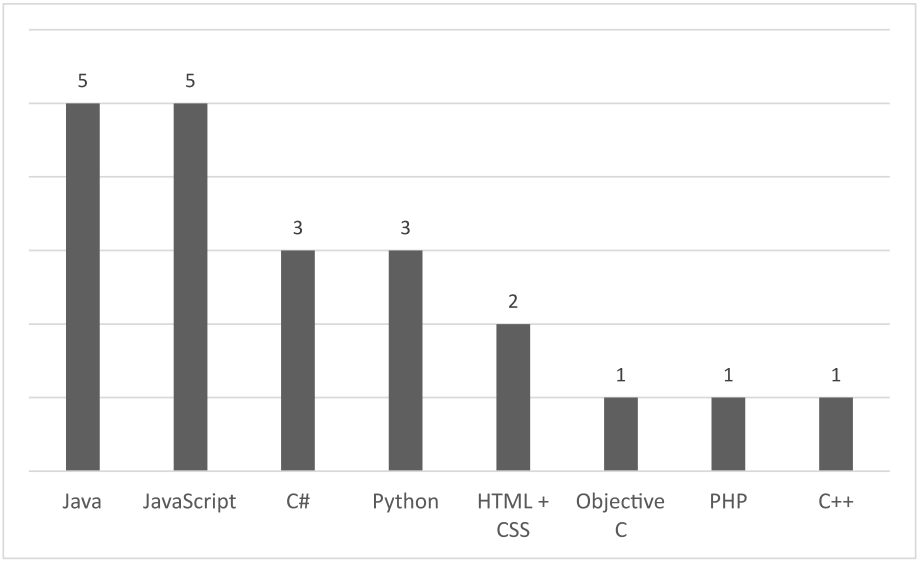 5
5
3
3
2
1
1
1
Java
JavaScript
C#
Python
HTML +
CSS
Objective
C
PHP
C++